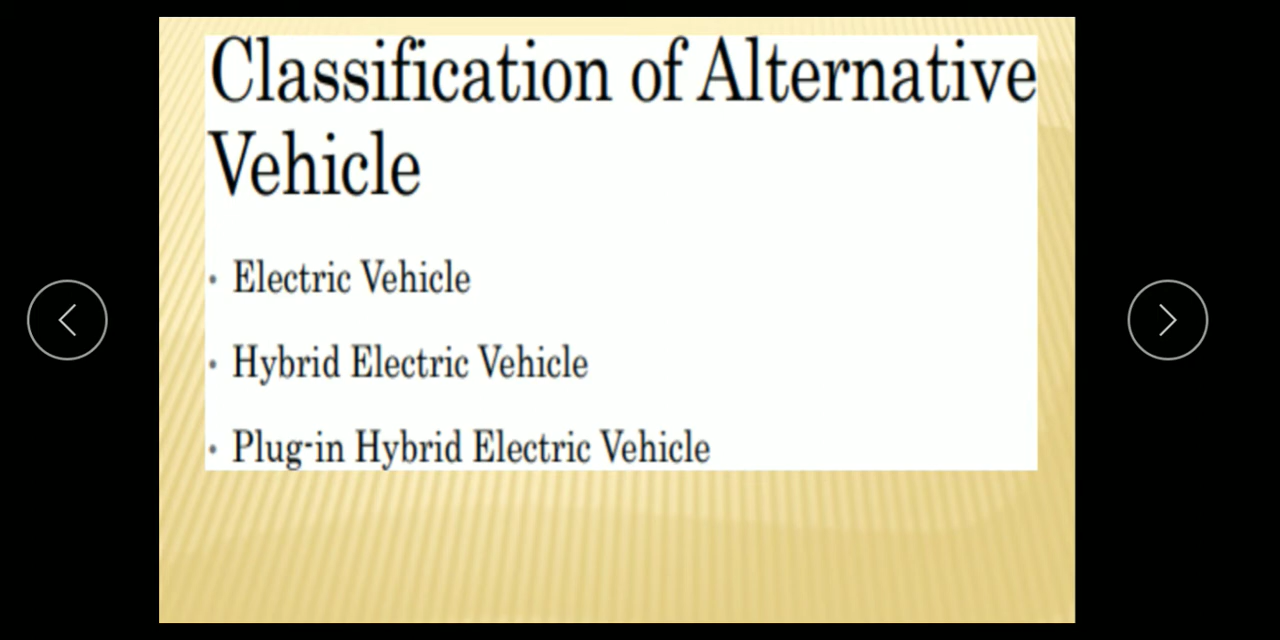 Classification of Alternative
Vehicle
• Electric Vehicle
• Hybrid Electric Vehicle
• Plug-in Hybrid Electric Vehicle